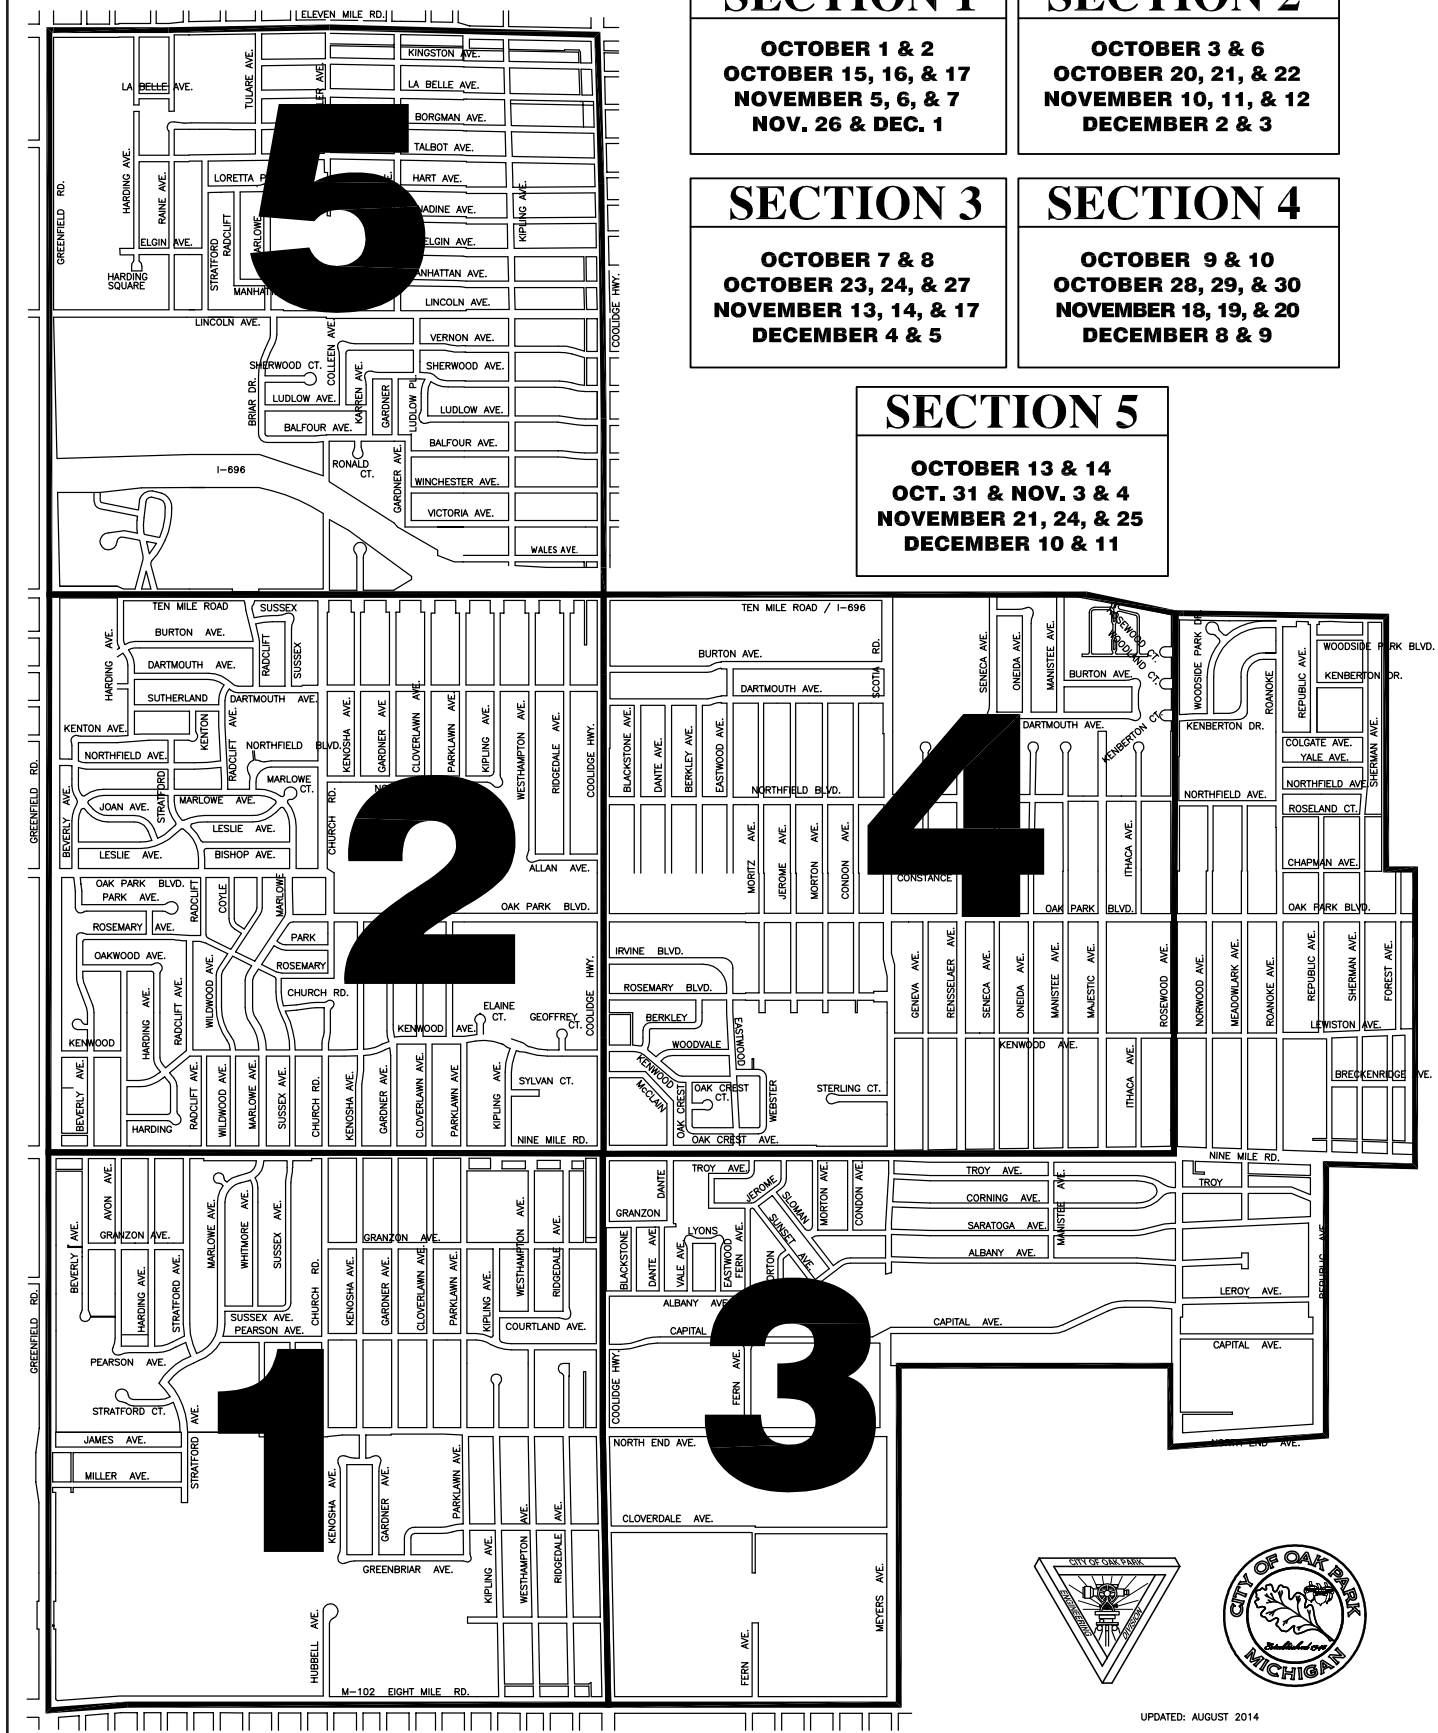 SECTION 1
OCTOBER 1 & 2
OCTOBER 15, 16, & 17
NOVEMBER 5, 6, & 7
NOV. 26 & DEC. 1
SECTION 2
OCTOBER 3 & 6
OCTOBER 20, 21, & 22
NOVEMBER 10, 11, & 12
DECEMBER 2 & 3
SECTION 3
OCTOBER 7 & 8
OCTOBER 23, 24, & 27
NOVEMBER 13, 14, & 17
DECEMBER 4 & 5
SECTION 4
OCTOBER 9 & 10
OCTOBER 28, 29, & 30
NOVEMBER 18, 19, & 20
DECEMBER 8 & 9
SECTION 5
OCTOBER 13 & 14
OCT. 31 & NOV. 3 & 4
NOVEMBER 21, 24, & 25
DECEMBER 10 & 11
ELEVEN MILE RD.
KINGSTON AVE.
LA BELLE AVE.
TULARE AVE.
LA BELLE AVE.
BORGMAN AVE.
TALBOT AVE.
HARDING AVE.
RAINE AVE.
HART AVE.
GREENFIELD RD.
STRATFORD
RADCLIFT
KIPLING AVE.
ELGIN AVE.
ELGIN AVE.
HARDING
SQUARE
LINCOLN AVE.
LINCOLN AVE.
COOLIDGE HWY.
VERNON AVE.
SHERWOOD CT.
COLLEEN AVE.
SHERWOOD AVE.
BRIAR DR.
LUDLOW AVE.
KARREN AVE.
GARDNER
LUDLOW PL.
LUDLOW AVE.
BALFOUR AVE.
BALFOUR AVE.
I-696
RONALD
CT.
GARDNER AVE.
WINCHESTER AVE.
VICTORIA AVE.
WALES AVE.
5
TEN MILE ROAD
SUSSEX
BURTON AVE.
HARDING AVE.
RADCLIFT
SUSSEX
DARTMOUTH AVE.
SUTHERLAND
DARTMOUTH AVE.
KENTON AVE.
KENTON
RADCLIFT AVE.
NORTHFIELD BLVD.
NORTHFIELD AVE.
KENOSHA AVE.
GARDNER AVE
CLOVERLAWN AVE.
PARKLAWN AVE.
KIPLING AVE.
WESTHAMPTON AVE.
RIDGEDALE AVE.
COOLIDGE HWY.
GREENFIELD RD.
BEVERLY AVE.
STRATFORD
MARLOWE
CT.
JOAN AVE.
MARLOWE AVE.
CHURCH RD.
LESLIE AVE.
LESLIE AVE.
BISHOP AVE.
ALLAN AVE.
OAK PARK BLVD.
PARK AVE.
RADCLIFT
COYLE
MARLOWE
OAK PARK BLVD.
ROSEMARY AVE.
PARK
OAKWOOD AVE.
ROSEMARY
WILDWOOD AVE.
CHURCH RD.
HARDING AVE.
RADCLIFT AVE.
KENWOOD
KENWOOD AVE.
ELAINE
CT.
GEOFFREY
CT.
COOLIDGE HWY.
BEVERLY AVE.
RADCLIFT AVE.
WILDWOOD AVE.
MARLOWE AVE.
SUSSEX AVE.
CHURCH RD.
KENOSHA AVE.
GARDNER AVE.
CLOVERLAWN AVE.
PARKLAWN AVE
KIPLING AVE.
SYLVAN CT.
HARDING
NINE MILE RD.
2
TEN MILE ROAD / I-696
BURTON AVE.
SCOTIA RD.
DARTMOUTH AVE.
SENECA AVE.
ONEIDA AVE.
MANISTEE AVE.
BURTON AVE.
ROSEWOOD CT.
WOODLAND CT.
DARTMOUTH AVE.
KENBERTON CT.
WOODSIDE PARK DR.
ROANOKE
REPUBLIC AVE.
WOODSIDE PARK BLVD.
KENBERTON DR.
KENBERTON DR.
SHERMAN AVE.
COLGATE AVE.
YALE AVE.
NORTHFIELD AVE.
NORTHFIELD AVE.
ROSELAND CT.
CHAPMAN AVE.
BLACKSTONE AVE.
DANTE AVE.
BERKLEY AVE.
EASTWOOD AVE.
NORTHFIELD BLVD.
MORITZ AVE.
JEROME AVE.
MORTON AVE.
CONDON AVE.
CONSTANCE
ITHACA AVE.
OAK PARK BLVD.
OAK PARK BLVD.
IRVINE BLVD.
ROSEMARY BLVD.
BERKLEY
WOODVALE
EASTWOOD
KENWOOD
McCLAIN
OAK CREST
OAK CREST
CT.
WEBSTER
STERLING CT.
OAK CREST AVE.
GENEVA AVE.
RENSSELAER AVE.
SENECA AVE.
ONEIDA AVE.
MANISTEE AVE.
MAJESTIC AVE.
ROSEWOOD AVE.
NORWOOD AVE.
MEADOWLARK AVE.
ROANOKE AVE.
REPUBLIC AVE.
SHERMAN AVE.
FOREST AVE.
LEWISTON AVE.
KENWOOD AVE.
ITHACA AVE.
BRECKENRIDGE AVE.
NINE MILE RD.
4
BEVERLY AVE.
AVON AVE.
GRANZON AVE.
MARLOWE AVE.
WHITMORE AVE.
SUSSEX AVE.
HARDING AVE.
STRATFORD AVE.
CHURCH RD.
GRANZON AVE.
KENOSHA AVE.
GARDNER AVE.
CLOVERLAWN AVE.
PARKLAWN AVE.
KIPLING AVE.
WESTHAMPTON AVE.
RIDGEDALE AVE.
SUSSEX AVE.
PEARSON AVE.
COURTLAND AVE.
GREENFIELD RD.
PEARSON AVE.
STRATFORD CT.
JAMES AVE.
STRATFORD AVE.
MILLER AVE.
KENOSHA AVE.
GARDNER AVE.
PARKLAWN AVE.
GREENBRIAR AVE.
KIPLING AVE.
WESTHAMPTON AVE.
RIDGEDALE AVE.
HUBBELL AVE.
M-102 EIGHT MILE RD.
1
TROY AVE.
DANTE
GRANZON
JEROME
SLOMAN
SUNSET AVE.
MORTON AVE.
CONDON AVE.
TROY AVE.
CORNING AVE.
SARATOGA AVE.
MANISTEE AVE.
ALBANY AVE.
TROY
BLACKSTONE
DANTE AVE.
VALE AVE.
LYONS
EASTWOOD
FERN AVE.
ALBANY AVE
CAPITAL
CAPITAL AVE.
LEROY AVE.
REPUBLIC AVE
CAPITAL AVE.
COOLIDGE HWY.
FERN AVE.
NORTH END AVE.
NORTH END AVE.
CLOVERDALE AVE.
FERN AVE.
MEYERS AVE.
3
CITY OF OAK PARK
ENGINEERING
DIVISION
CITY OF OAK PARK
MICHIGAN
UPDATED: AUGUST 2014